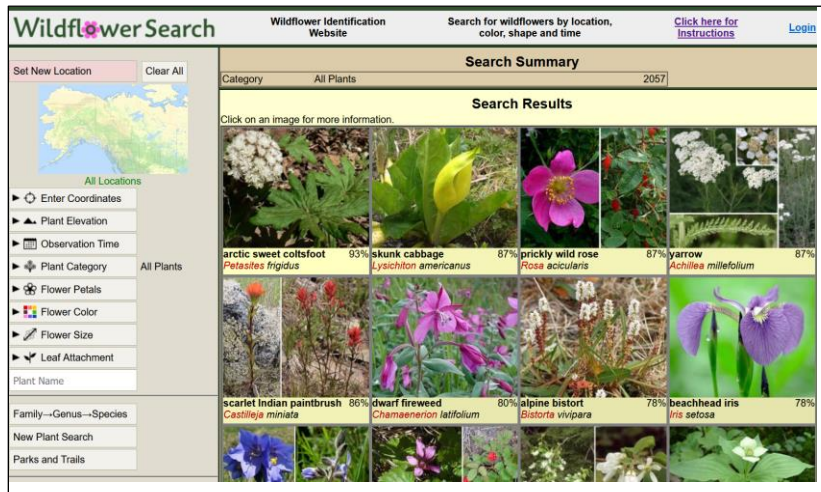 Wildflower Search
Wildflower Identification
Website
Search for wildflowers by location,
color, shape and time
Click here for
Instructions
Login
Set New Location
Clear All
All Locations
Enter Coordinates
Plant Elevation
Observation Time
Plant Category
All Plants
Flower Petals
Flower Color
Flower Size
Leaf Attachment
Plant Name
Family→Genus→Species
New Plant Search
Parks and Trails
Search Summary
Category All Plants 2057
Search Results
Click on an image for more information.
arctic sweet coltsfoot 93%
Petasites frigidus
skunk cabbage 87%
Lysichiton americanus
prickly wild rose 87%
Rosa acicularis
yarrow 87%
Achillea millefolium
scarlet Indian paintbrush 86%
Castilleja miniata
dwarf fireweed 80%
Chamaenerion latifolium
alpine bistort 78%
Bistorta vivipara
beachhead iris 78%
Iris setosa